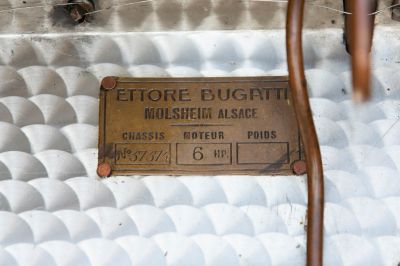 ETTORE BUGATTI
MOLSHEIM ALSACE
CHASSIS MOTEUR POIDS
6 HP.